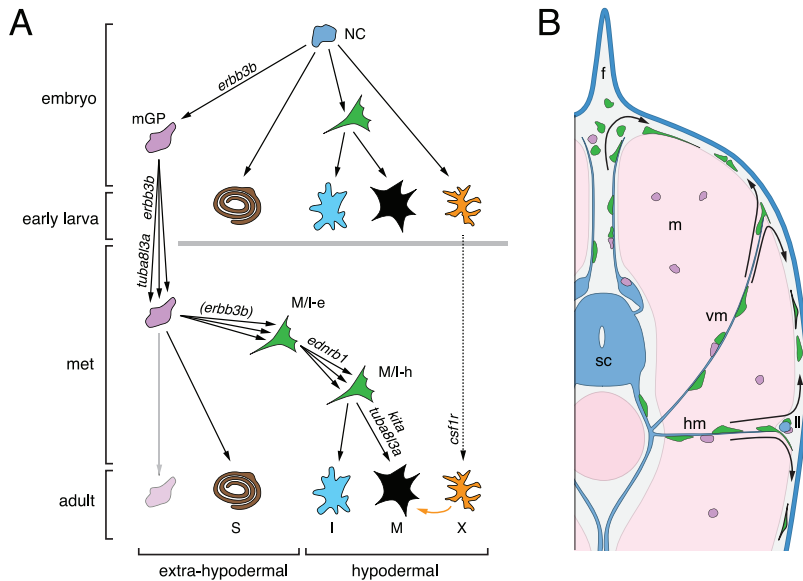 A
NC
erbb3b
embryo
mGP
early larva
tuba8l3a
erbb3b
(erbb3b)
M/I-e
ednrb1
M/I-h
met
kita
tuba8l3a
csf1r
adult
S
I
M
X
extra-hypodermal
hypodermal
B
f
m
vm
sc
hm
ll